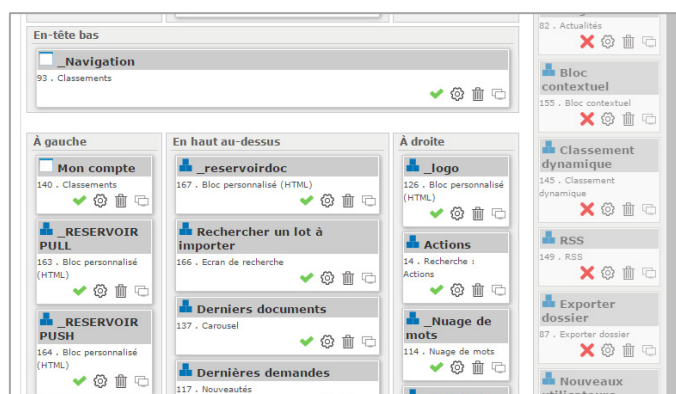 En-tête bas
_Navigation
93 . Classements
À gauche
Mon compte
140 . Classements
_RESERVOIR
PULL
163 . Bloc personnalisé
(HTML)
_RESERVOIR
PUSH
164 . Bloc personnalisé
(HTML)
En haut au-dessus
_reservoirdoc
167 . Bloc personnalisé (HTML)
Rechercher un lot à
importer
166 . Ecran de recherche
Derniers documents
137 . Carousel
Dernières demandes
117 . Nouveautés
À droite
_logo
126 . Bloc personnalisé
(HTML)
Actions
14 . Recherche :
Actions
_Nuage de
mots
114 . Nuage de mots
82 . Actualités
Bloc
contextuel
155 . Bloc contextuel
Classement
dynamique
145 . Classement
dynamique
RSS
149 . RSS
Exporter
dossier
87 . Exporter dossier
Nouveaux
utilisateurs